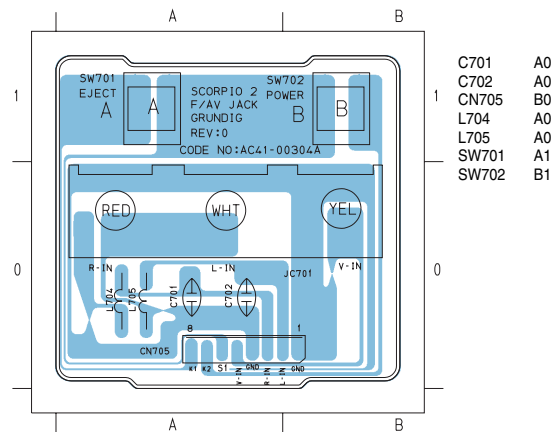 A B
SW701
EJECT
A
A
SCORPIO 2
F/AV JACK
GRUNDIG
REV:0
CODE NO:AC41-00304A
SW702
POWER
B
B
1 1
C701 A0
C702 A0
CN705 B0
L704 A0
L705 A0
SW701 A1
SW702 B1
RED WHT YEL
0 0
R-IN L-IN JC701 V-IN
L704 L705 C701 C702
8 1
CN705
K1 K2 S1 V-IN GND R-IN L-IN GND
A B